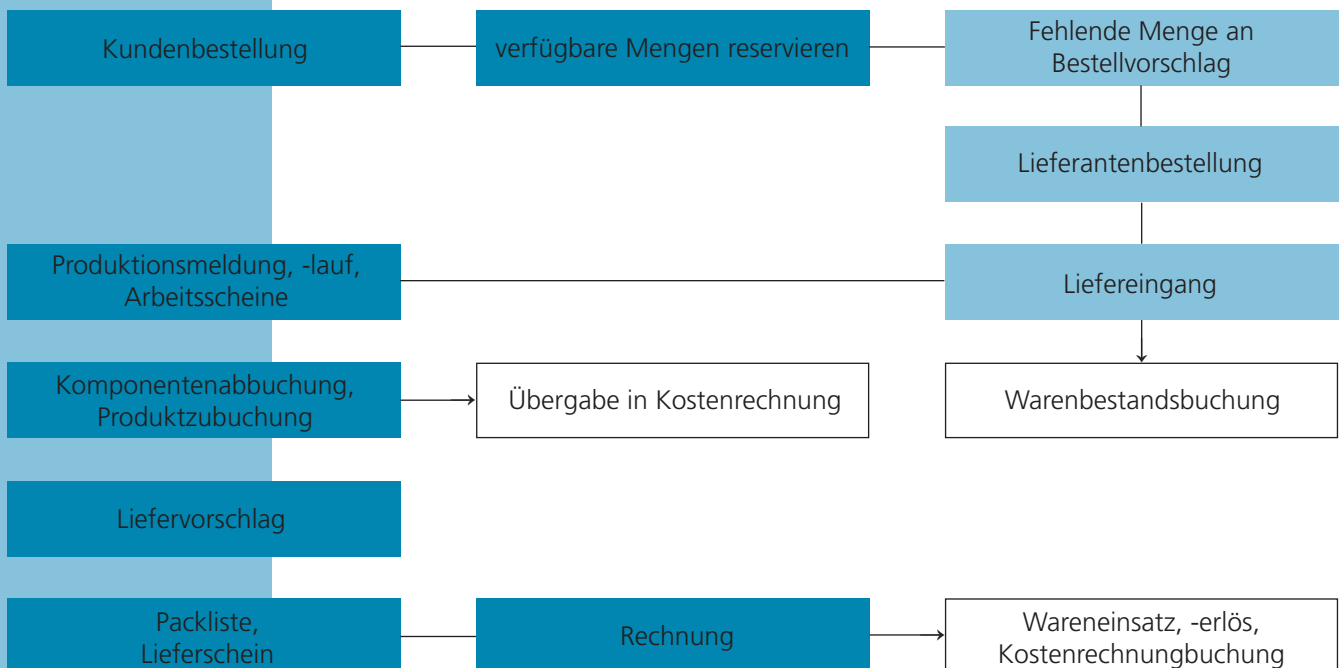 Kundenbestellung
verfügbare Mengen reservieren
Fehlende Menge an
Bestellvorschlag
Lieferantenbestellung
Produktionsmeldung, -lauf,
Arbeitsscheine
Liefereingang
Komponentenabbuchung,
Produktzubuchung
Übergabe in Kostenrechnung
Warenbestandsbuchung
Liefervorschlag
Packliste,
Lieferschein
Rechnung
Wareneinsatz, -erlös,
Kostenrechnungbuchung